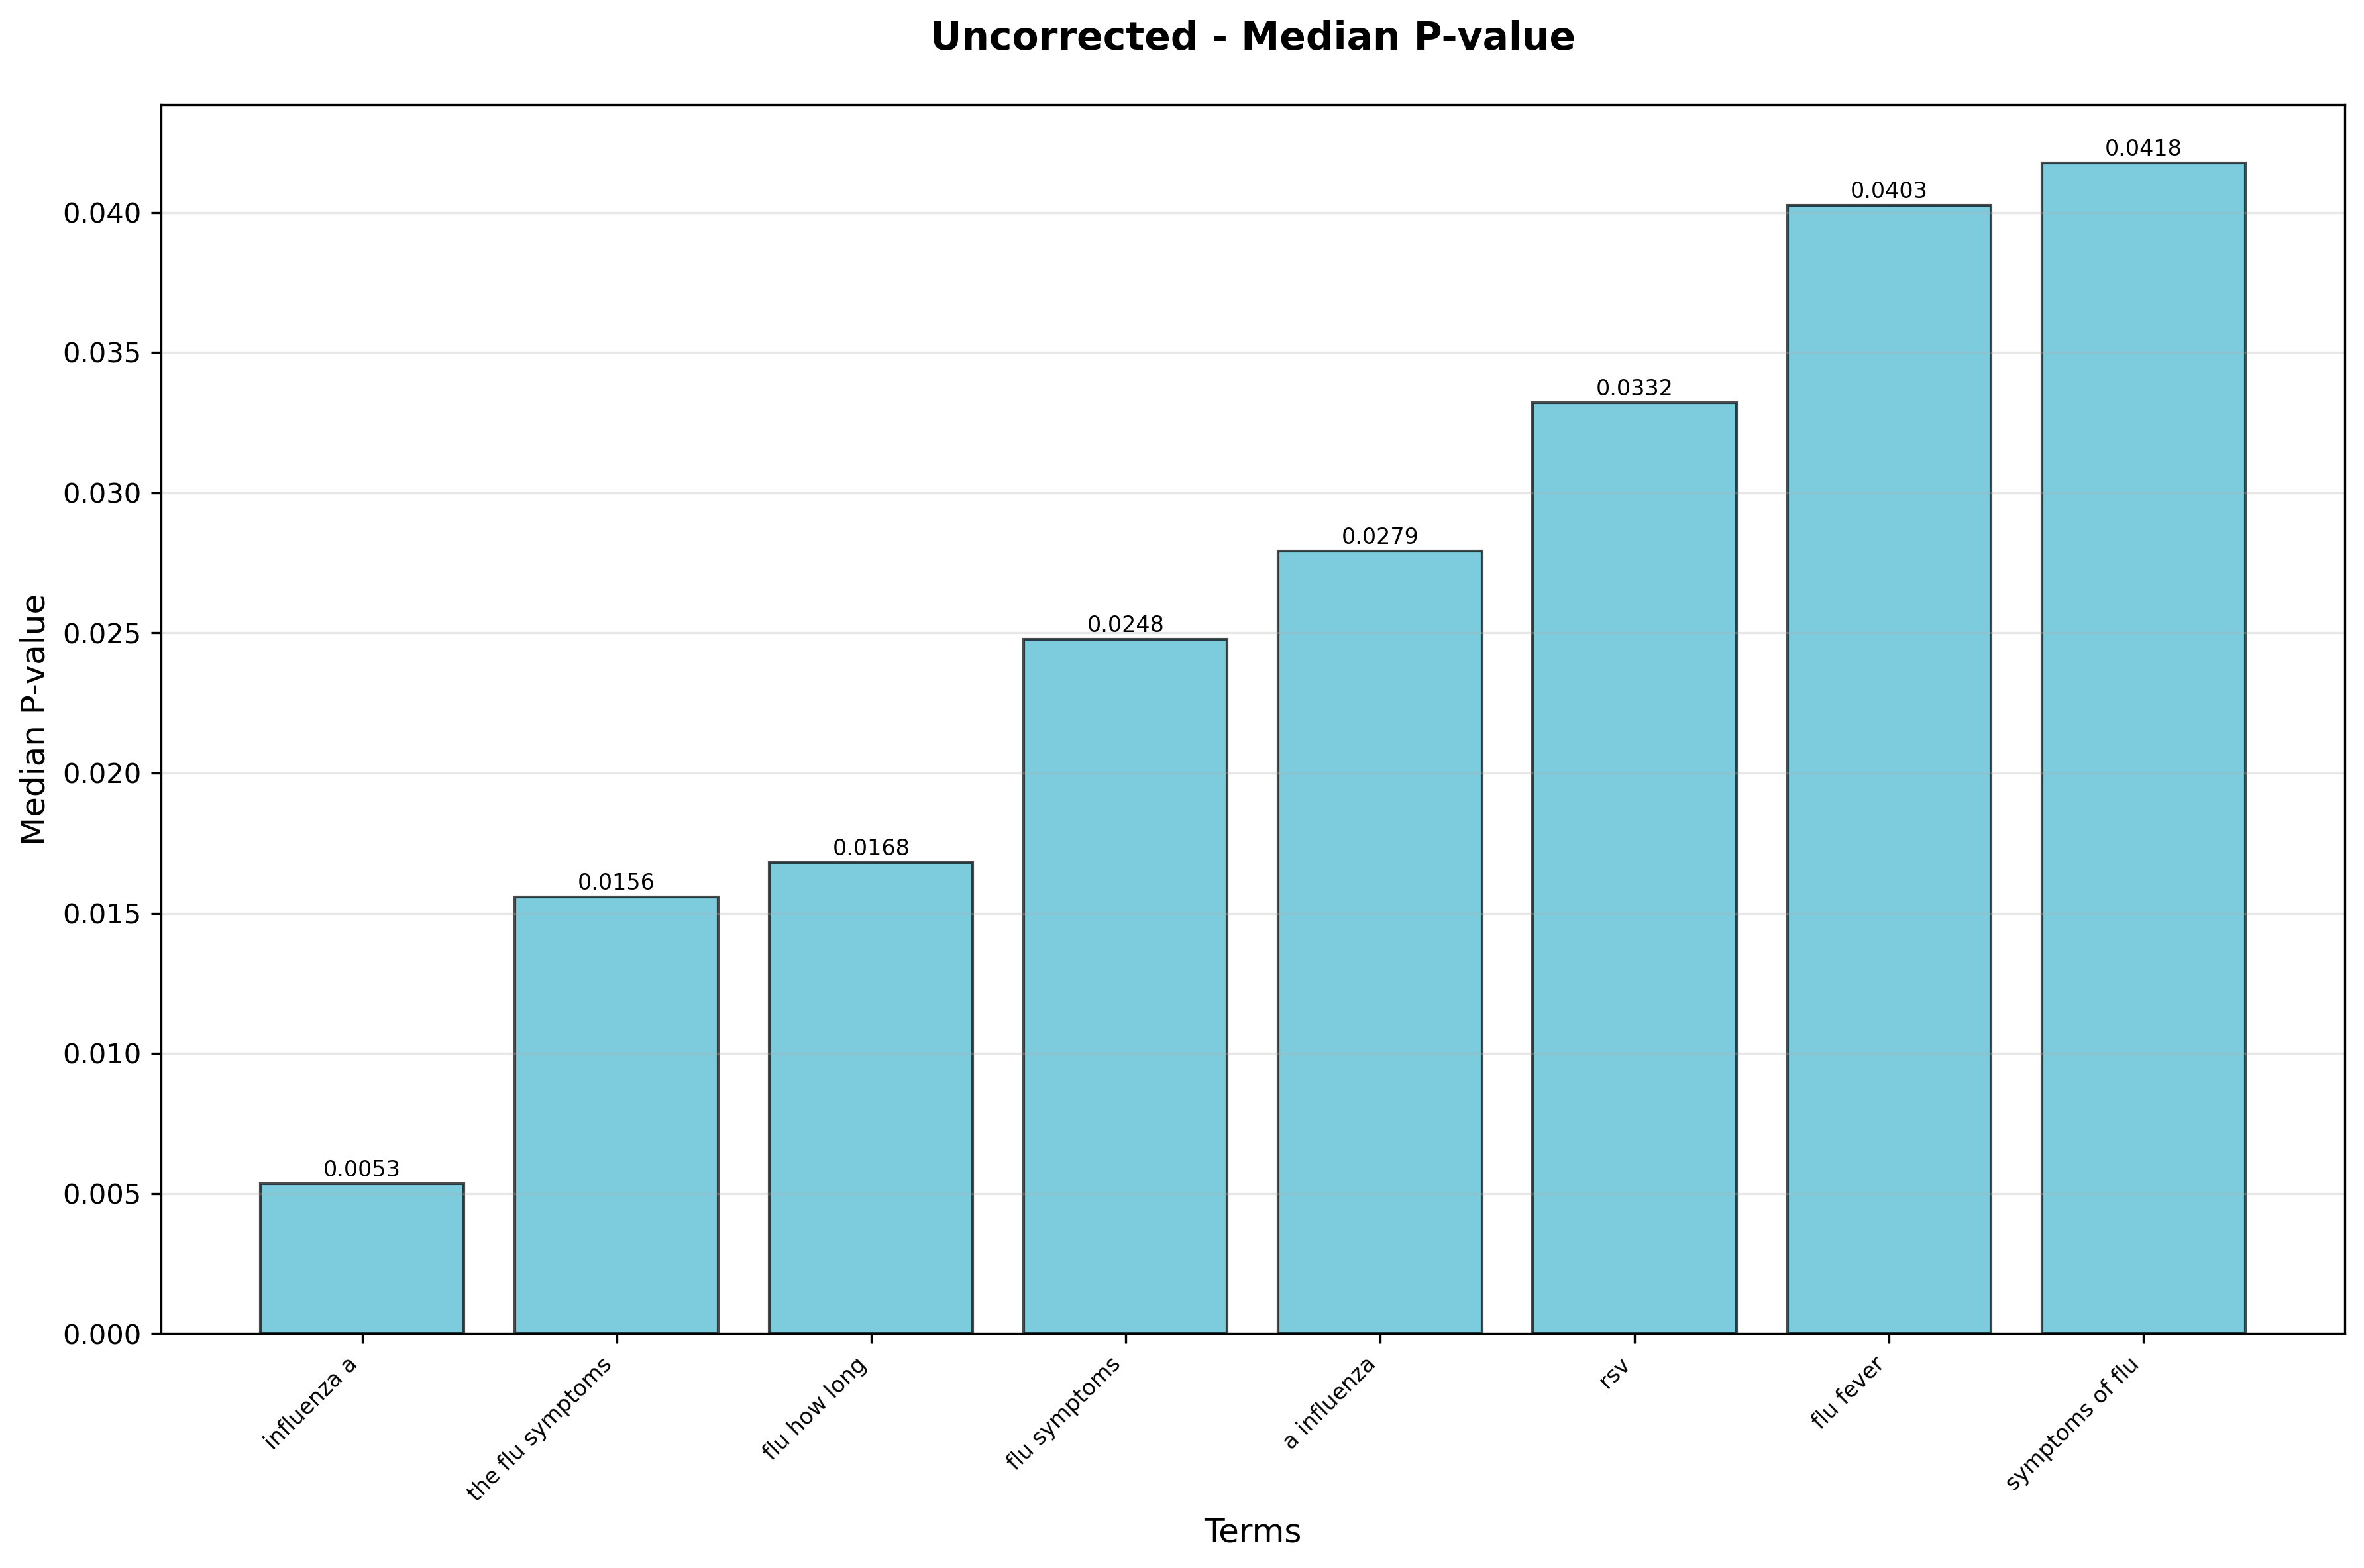 Uncorrected - Median P-value
Median P-value
0.040
0.035
0.030
0.025
0.020
0.015
0.010
0.005
0.000
0.0053
0.0156
0.0168
0.0248
0.0279
0.0332
0.0403
0.0418
influenza a
the flu symptoms
flu how long
flu symptoms
a influenza
rsv
flu fever
symptoms of flu
Terms